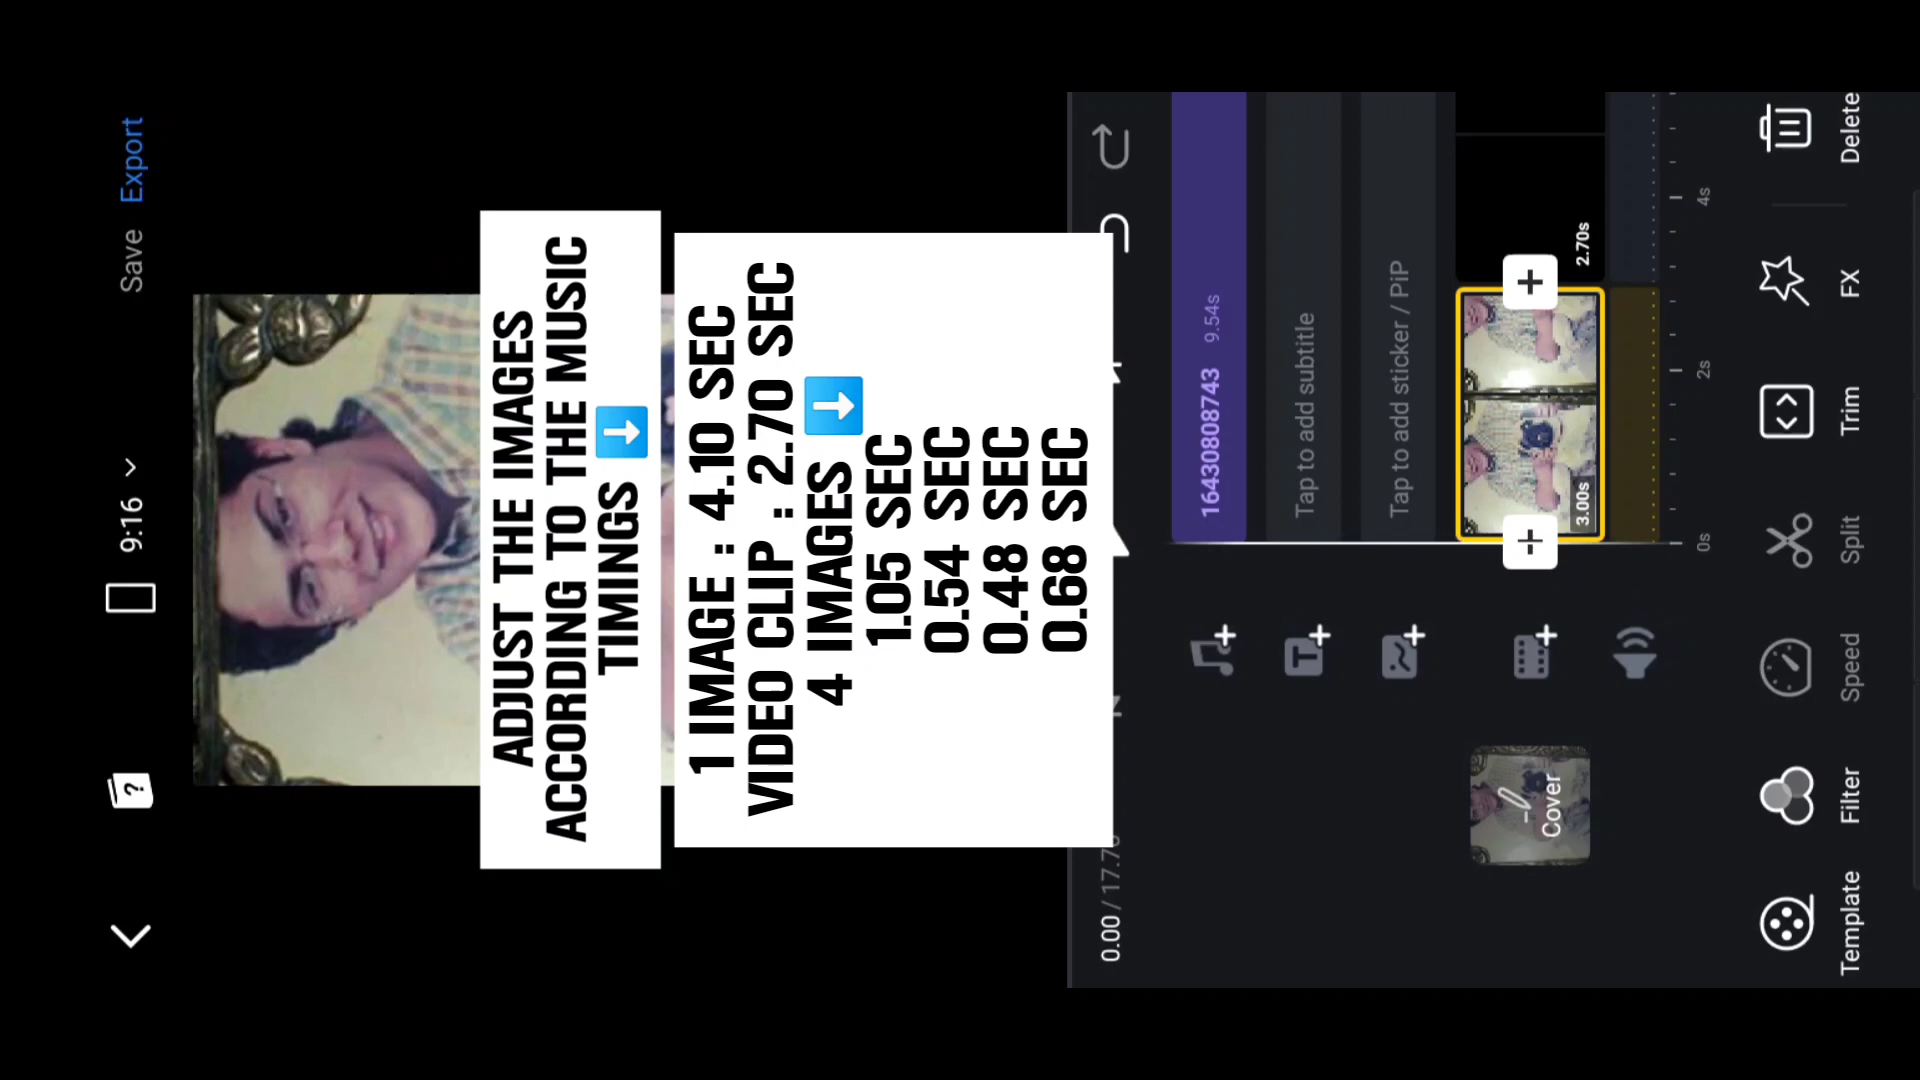 9:16
Save
Export
ADJUST THE IMAGES
ACCORDING TO THE MUSIC
TIMINGS ⬇️
1 IMAGE : 4.10 SEC
VIDEO CLIP : 2.70 SEC
4 IMAGES ⬇️
1.05 SEC
0.54 SEC
0.48 SEC
0.68 SEC
0.00 / 17.7
1643080808743 9.54s
Tap to add subtitle
Tap to add sticker / PiP
Cover
3.00s
2.70s
0s
2s
4s
Template
Filter
Speed
Split
Trim
FX
Delete